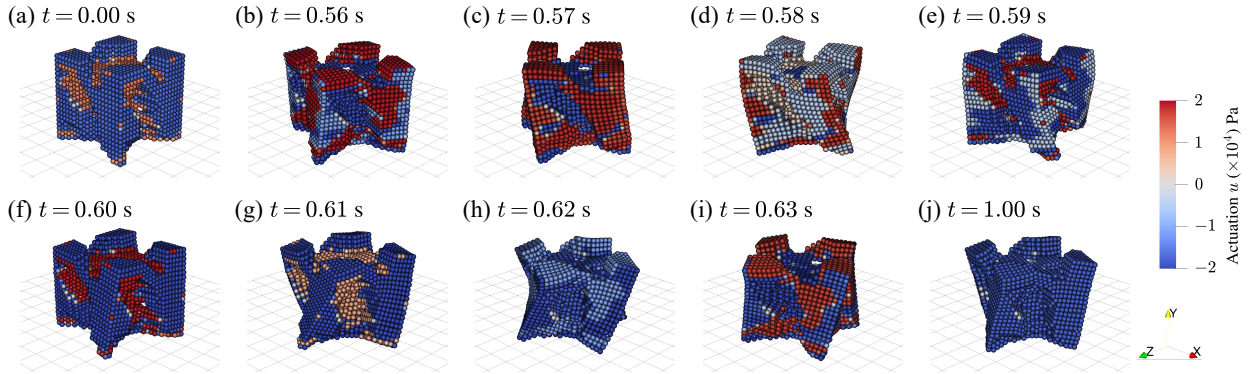 (a) t = 0.00 s
(b) t = 0.56 s
(c) t = 0.57 s
(d) t = 0.58 s
(e) t = 0.59 s
(f) t = 0.60 s
(g) t = 0.61 s
(h) t = 0.62 s
(i) t = 0.63 s
(j) t = 1.00 s
2
1
0
−1
−2
Actuation u (×10⁴) Pa
Y
Z
X